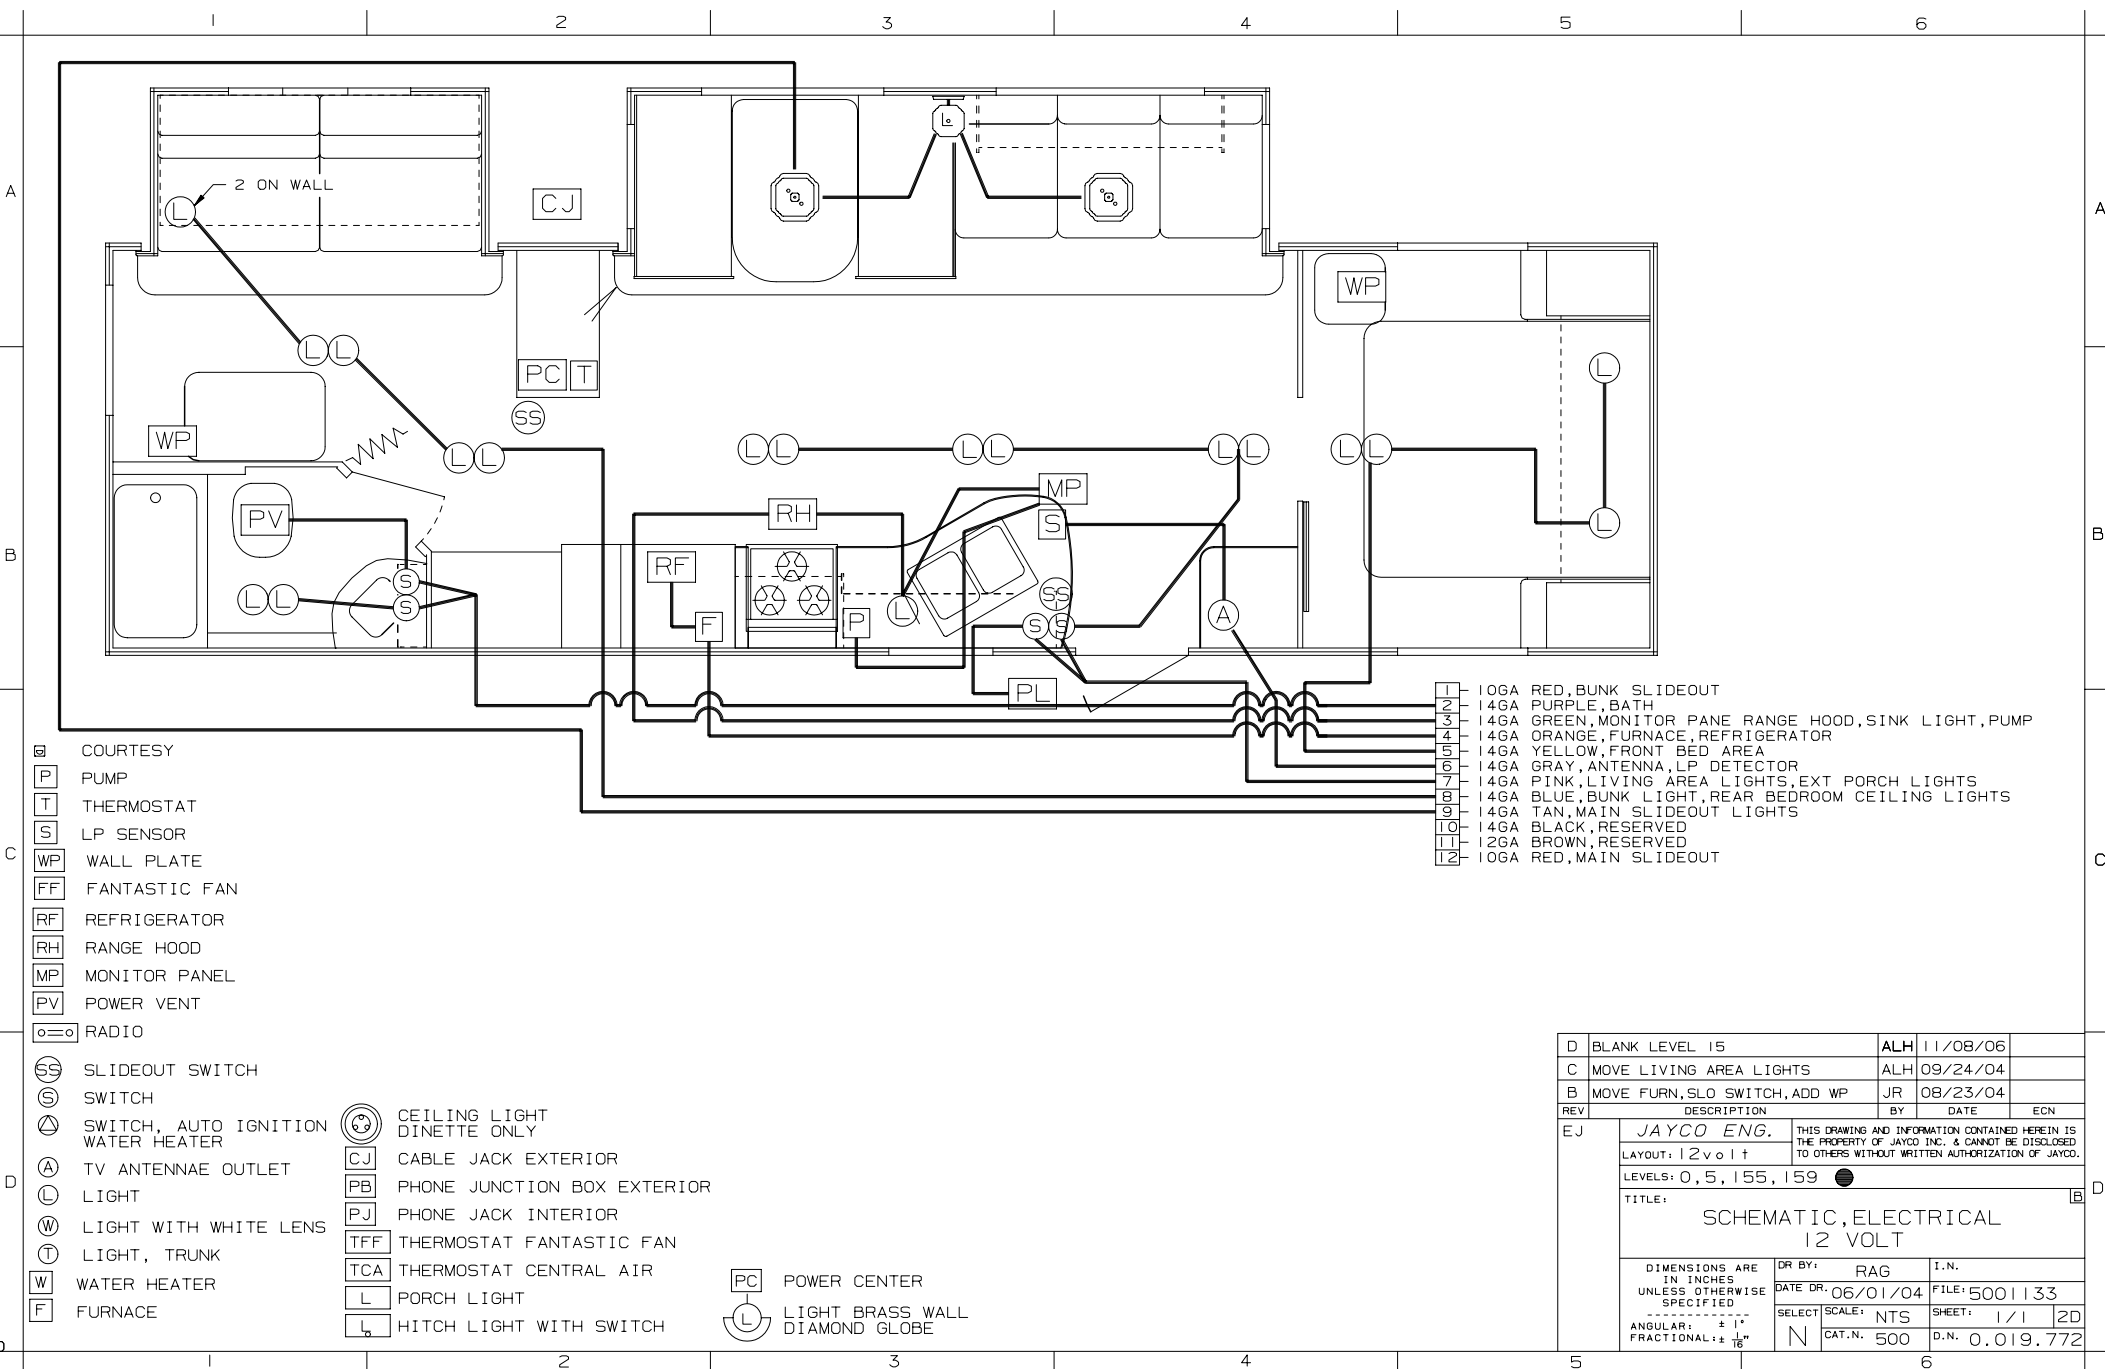 1 2 3 4 5 6
A
2 ON WALL
L
CJ
L
A
WP
L L
PC T
L
SS
WP
L L
L L
L L
L L
L L
MP
PV
RH
S
L
B
B
RF
S
L L
S
SS
L
P
A
F
S S
PL
1 10GA RED,BUNK SLIDEOUT
2 14GA PURPLE,BATH
3 14GA GREEN,MONITOR PANE RANGE HOOD,SINK LIGHT,PUMP
4 14GA ORANGE,FURNACE,REFRIGERATOR
5 14GA YELLOW,FRONT BED AREA
6 14GA GRAY,ANTENNA,LP DETECTOR
7 14GA PINK,LIVING AREA LIGHTS,EXT PORCH LIGHTS
8 14GA BLUE,BUNK LIGHT,REAR BEDROOM CEILING LIGHTS
9 14GA TAN,MAIN SLIDEOUT LIGHTS
10 14GA BLACK,RESERVED
11 12GA BROWN,RESERVED
12 10GA RED,MAIN SLIDEOUT
C
C
COURTESY
P PUMP
T THERMOSTAT
S LP SENSOR
WP WALL PLATE
FF FANTASTIC FAN
RF REFRIGERATOR
RH RANGE HOOD
MP MONITOR PANEL
PV POWER VENT
RADIO
SS SLIDEOUT SWITCH
S SWITCH
SWITCH, AUTO IGNITION
WATER HEATER
A TV ANTENNAE OUTLET
L LIGHT
W LIGHT WITH WHITE LENS
T LIGHT, TRUNK
W WATER HEATER
F FURNACE
CEILING LIGHT
DINETTE ONLY
CJ CABLE JACK EXTERIOR
PB PHONE JUNCTION BOX EXTERIOR
PJ PHONE JACK INTERIOR
TFF THERMOSTAT FANTASTIC FAN
TCA THERMOSTAT CENTRAL AIR
L PORCH LIGHT
L HITCH LIGHT WITH SWITCH
PC POWER CENTER
L LIGHT BRASS WALL
DIAMOND GLOBE
D
D
D BLANK LEVEL 15 ALH 11/08/06
C MOVE LIVING AREA LIGHTS ALH 09/24/04
B MOVE FURN,SLO SWITCH,ADD WP JR 08/23/04
REV DESCRIPTION BY DATE ECN
EJ
JAYCO ENG.
THIS DRAWING AND INFORMATION CONTAINED HEREIN IS
THE PROPERTY OF JAYCO INC. & CANNOT BE DISCLOSED
TO OTHERS WITHOUT WRITTEN AUTHORIZATION OF JAYCO.
LAYOUT: 12volt
LEVELS: 0,5,155,159
TITLE:
B
SCHEMATIC,ELECTRICAL
12 VOLT
DIMENSIONS ARE
IN INCHES
UNLESS OTHERWISE
SPECIFIED
ANGULAR: ± 1°
FRACTIONAL:± 1/16"
DR BY: RAG
I.N.
DATE DR. 06/01/04
FILE: 5001133
SELECT N
SCALE: NTS
SHEET: 1/1 2D
CAT.N. 500
D.N. 0.019.772
1 2 3 4 5 6